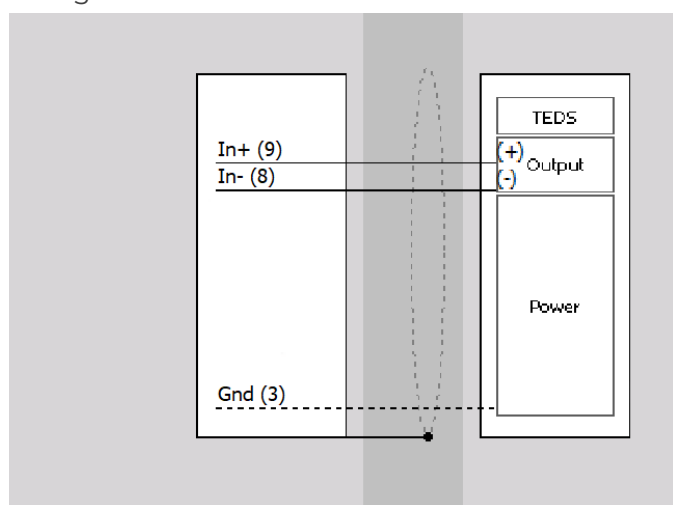 TEDS
In+ (9)
(+)
Output
In- (8)
(-)
Power
Gnd (3)